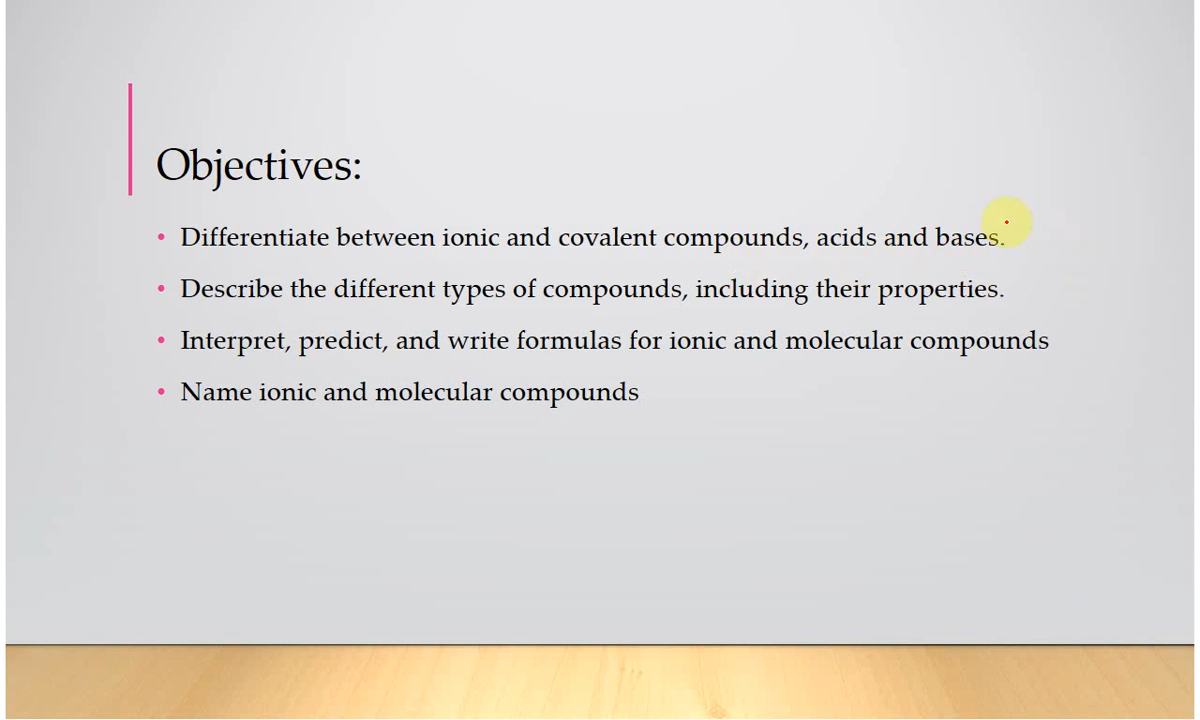 Objectives:
• Differentiate between ionic and covalent compounds, acids and bases.
• Describe the different types of compounds, including their properties.
• Interpret, predict, and write formulas for ionic and molecular compounds
• Name ionic and molecular compounds